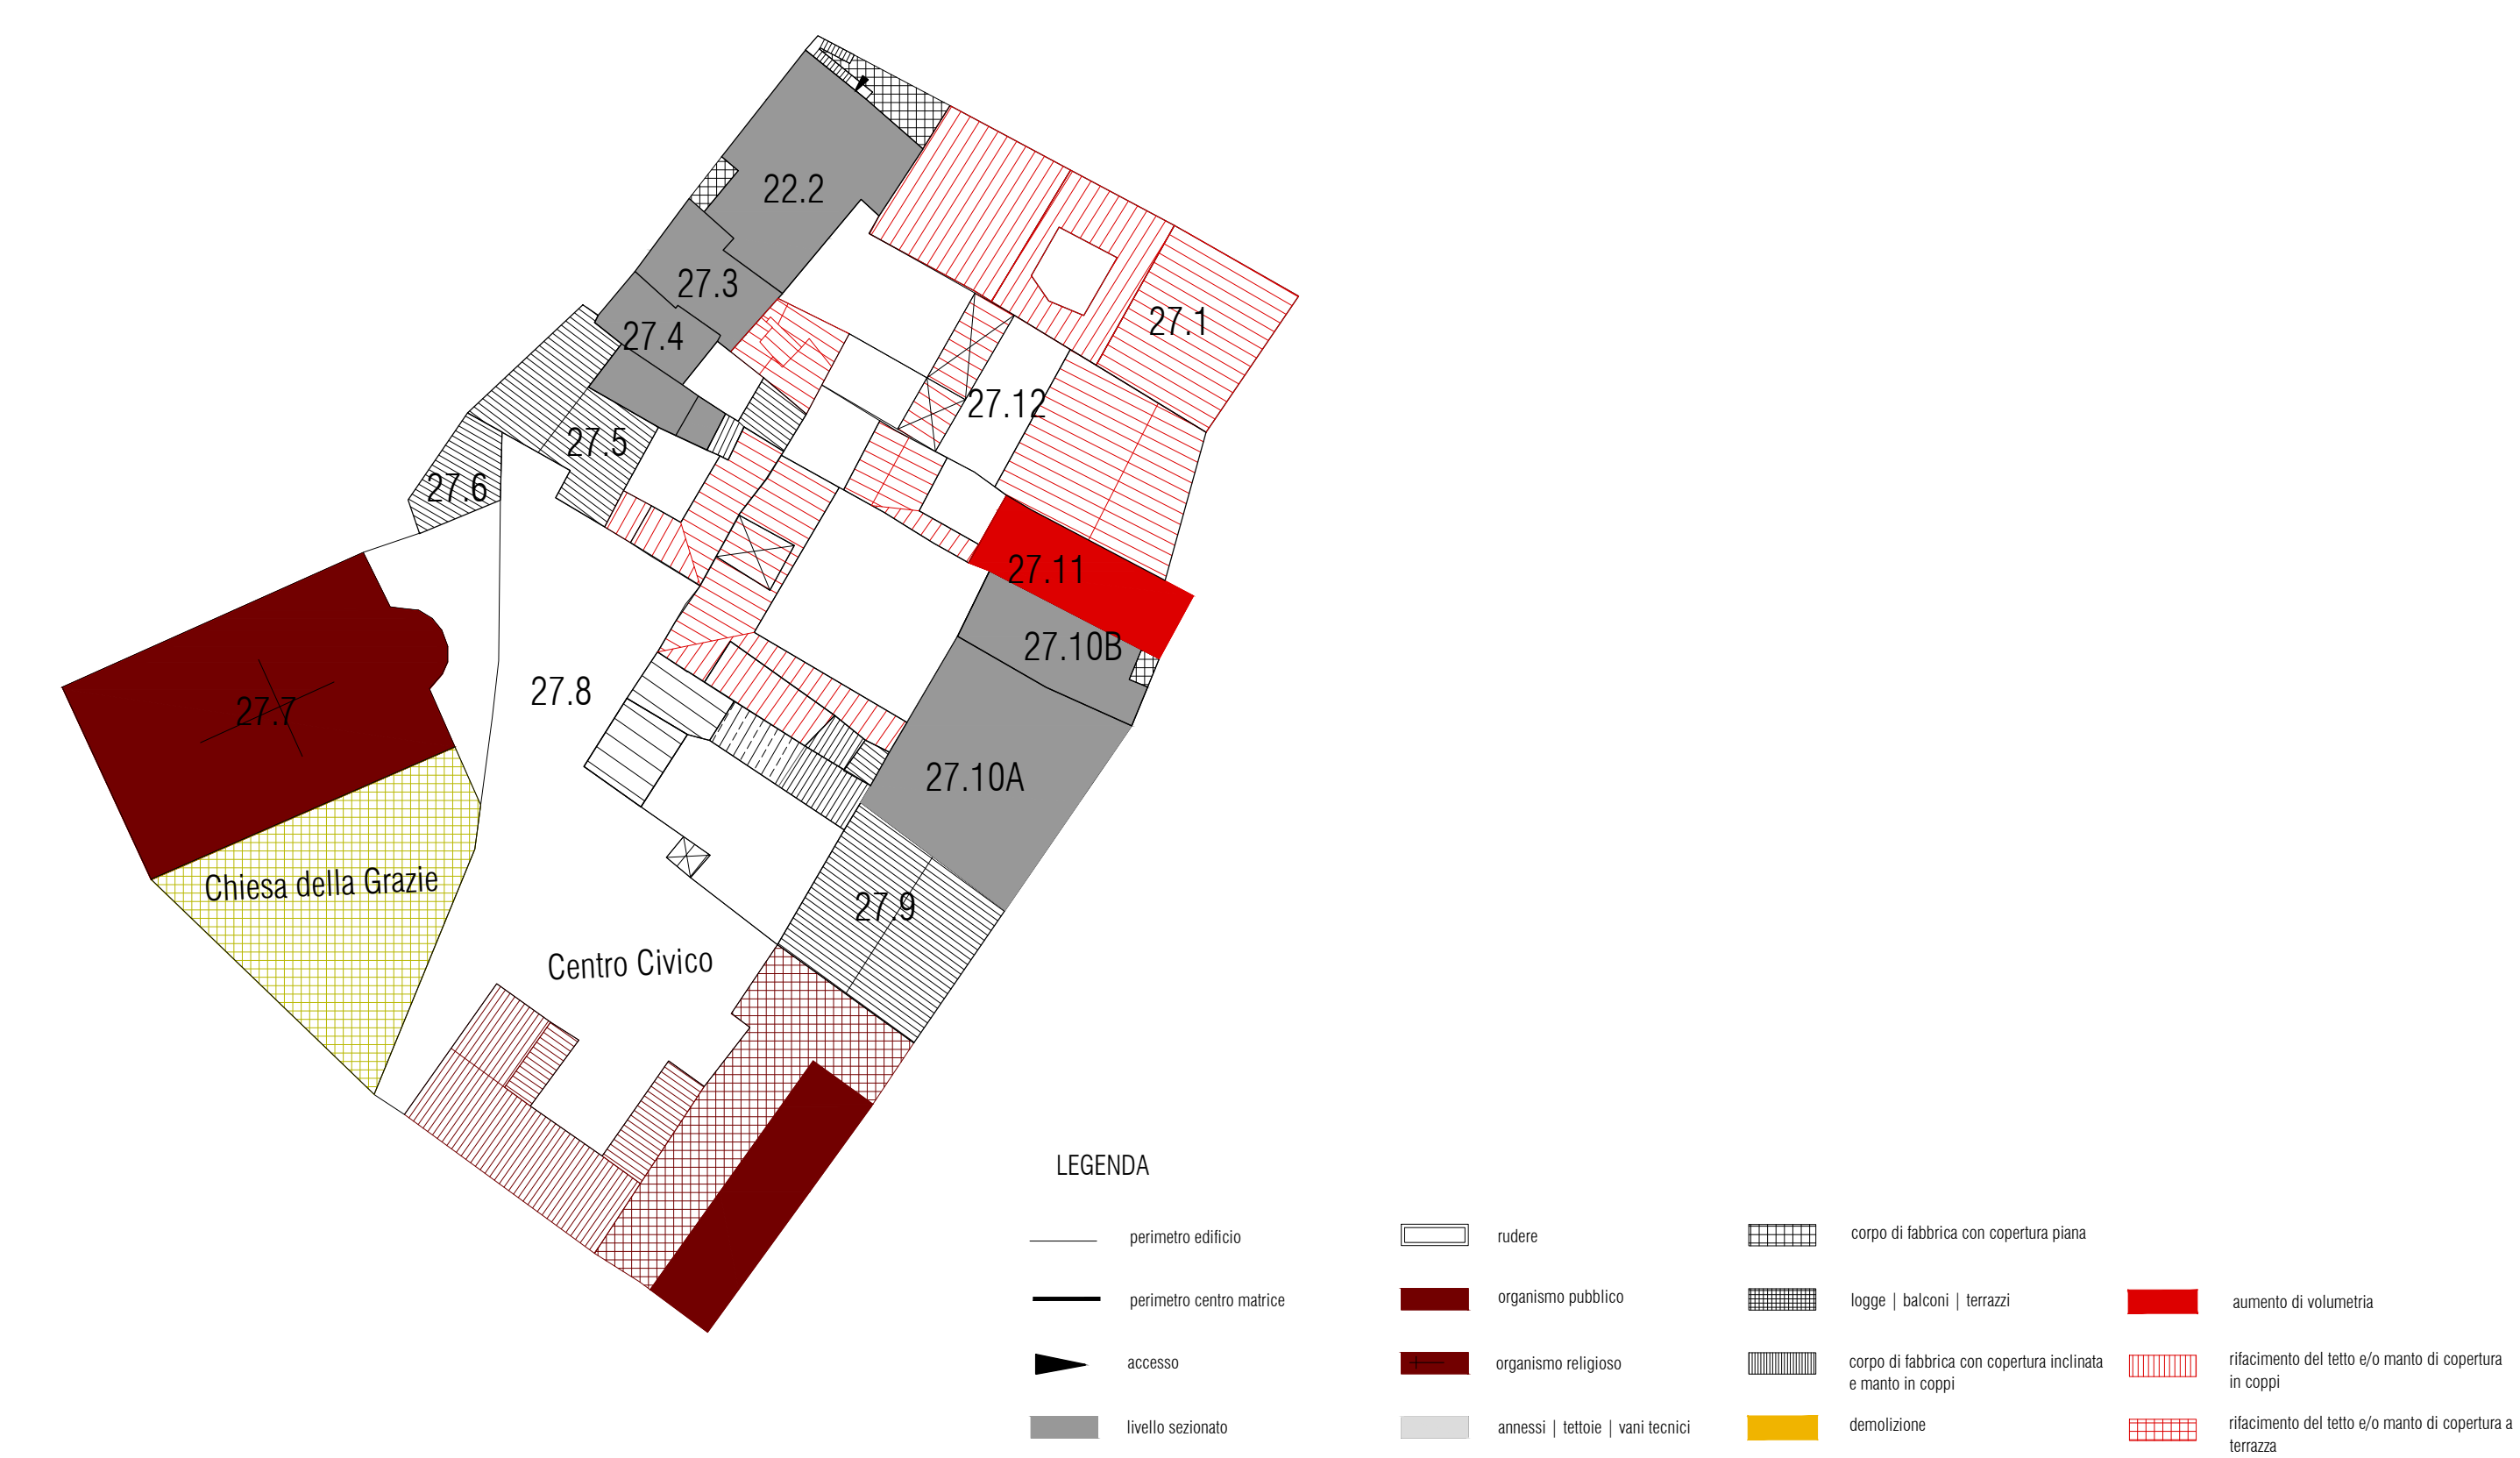 22.2
27.3
27.1
27.4
27.12
27.5
27.6
27.11
27.10B
27.8
27.7
27.10A
Chiesa della Grazie
27.9
Centro Civico
LEGENDA
perimetro edificio
perimetro centro matrice
accesso
livello sezionato
rudere
organismo pubblico
organismo religioso
annessi | tettoie | vani tecnici
corpo di fabbrica con copertura piana
logge | balconi | terrazzi
corpo di fabbrica con copertura inclinata
e manto in coppi
demolizione
aumento di volumetria
rifacimento del tetto e/o manto di copertura
in coppi
rifacimento del tetto e/o manto di copertura a
terrazza